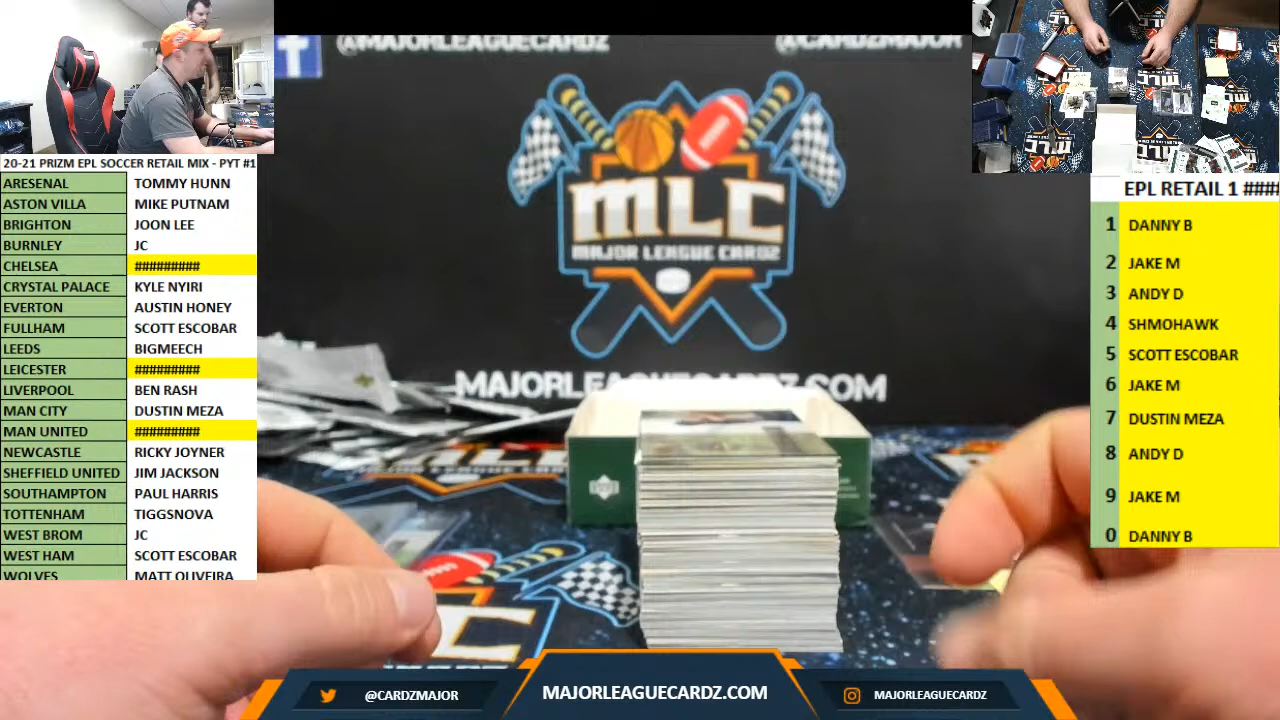 @MAJORLEAGUECARDZ
@CARDZMAJOR
MLC
MAJOR LEAGUE CARDZ
MAJORLEAGUECARDZ.COM
20-21 PRIZM EPL SOCCER RETAIL MIX - PYT #1
ARESENAL TOMMY HUNN
ASTON VILLA MIKE PUTNAM
BRIGHTON JOON LEE
BURNLEY JC
CHELSEA #########
CRYSTAL PALACE KYLE NYIRI
EVERTON AUSTIN HONEY
FULLHAM SCOTT ESCOBAR
LEEDS BIGMEECH
LEICESTER #########
LIVERPOOL BEN RASH
MAN CITY DUSTIN MEZA
MAN UNITED #########
NEWCASTLE RICKY JOYNER
SHEFFIELD UNITED JIM JACKSON
SOUTHAMPTON PAUL HARRIS
TOTTENHAM TIGGSNOVA
WEST BROM JC
WEST HAM SCOTT ESCOBAR
WOLVES MATT OLIVEIRA
EPL RETAIL 1 ####
1 DANNY B
2 JAKE M
3 ANDY D
4 SHMOHAWK
5 SCOTT ESCOBAR
6 JAKE M
7 DUSTIN MEZA
8 ANDY D
9 JAKE M
0 DANNY B
@CARDZMAJOR
MAJORLEAGUECARDZ.COM
MAJORLEAGUECARDZ